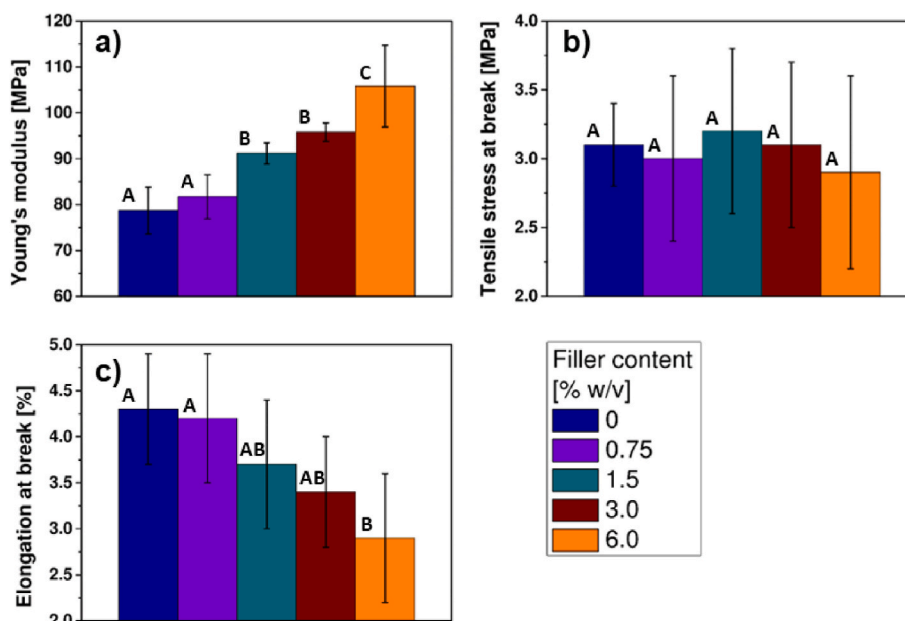 a)
Young's modulus [MPa]
120
110
100
90
80
70
60
A
A
B
B
C
b)
Tensile stress at break [MPa]
4.0
3.5
3.0
2.5
2.0
A
A
A
A
A
c)
Elongation at break [%]
5.0
4.5
4.0
3.5
3.0
2.5
2.0
A
A
AB
AB
B
Filler content
[% w/v]
0
0.75
1.5
3.0
6.0